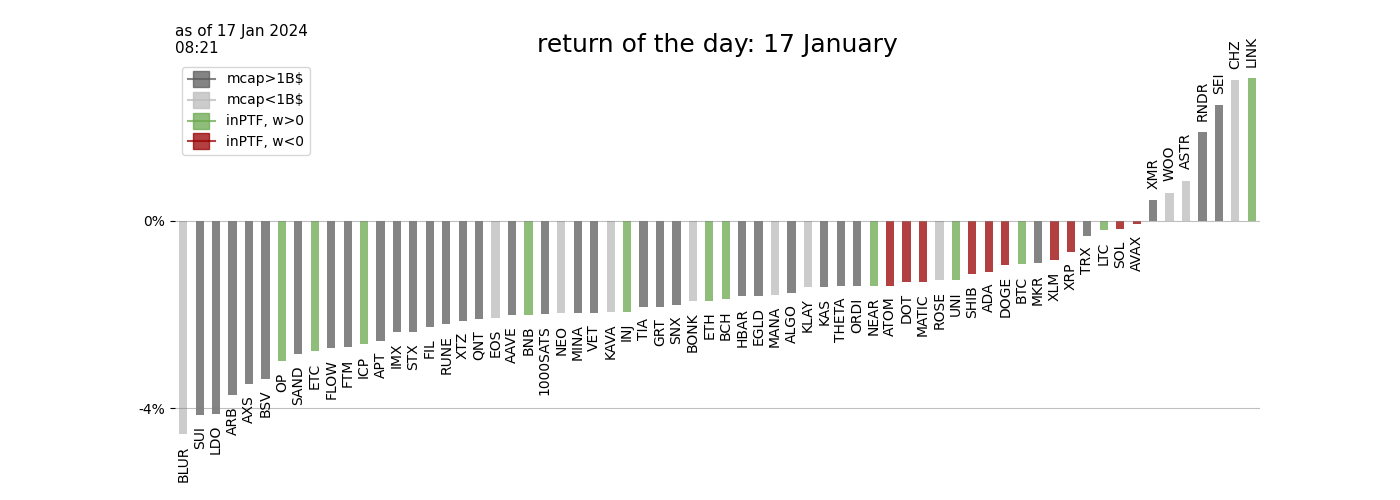 as of 17 Jan 2024
08:21
return of the day: 17 January
mcap>1B$
mcap<1B$
inPTF, w>0
inPTF, w<0
0%
-4%
BLUR
SUI
LDO
ARB
AXS
BSV
OP
SAND
ETC
FLOW
FTM
ICP
APT
IMX
STX
FIL
RUNE
XTZ
QNT
EOS
AAVE
BNB
1000SATS
NEO
MINA
VET
KAVA
INJ
TIA
GRT
SNX
BONK
ETH
BCH
HBAR
EGLD
MANA
ALGO
KLAY
KAS
THETA
ORDI
NEAR
ATOM
DOT
MATIC
ROSE
UNI
SHIB
ADA
DOGE
BTC
MKR
XLM
XRP
TRX
LTC
SOL
AVAX
XMR
WOO
ASTR
RNDR
SEI
CHZ
LINK